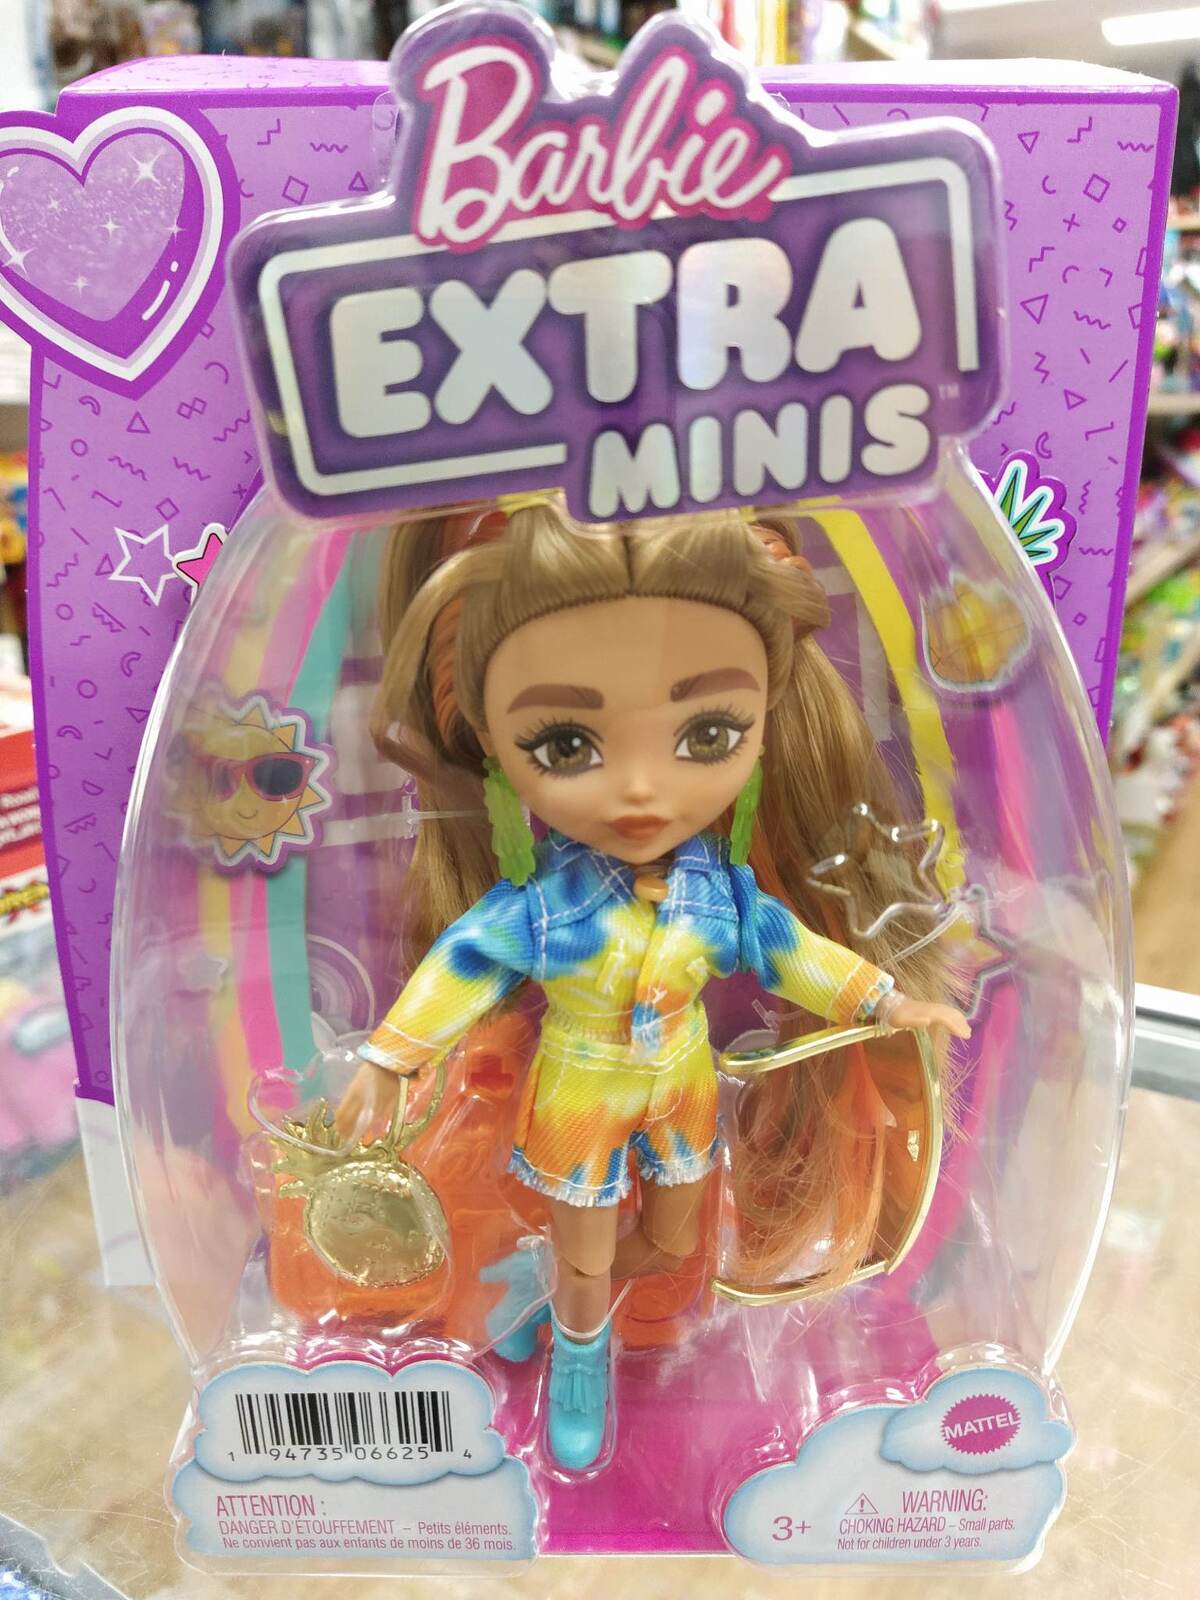 Barbie
EXTRA
MINIS™
1 94735 06625 4
ATTENTION :
DANGER D'ÉTOUFFEMENT – Petits éléments.
Ne convient pas aux enfants de moins de 36 mois.
MATTEL
3+
WARNING:
CHOKING HAZARD – Small parts.
Not for children under 3 years.